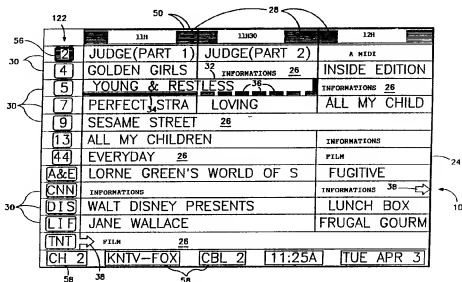 122 50 28
56 11H 11H30 12H
2 JUDGE(PART 1) JUDGE(PART 2) A MIDI
30 4 GOLDEN GIRLS 32 INFORMATIONS 26 INSIDE EDITION
5 YOUNG & RESTLESS 36 INFORMATIONS 26
30 7 PERFECT STRA 34 LOVING ALL MY CHILD
9 SESAME STREET 26
13 ALL MY CHILDREN INFORMATIONS
44 EVERYDAY 26 FILM 24
A&E LORNE GREEN'S WORLD OF S FUGITIVE
CNN INFORMATIONS INFORMATIONS 38
30 DIS WALT DISNEY PRESENTS LUNCH BOX 10
LIF JANE WALLACE FRUGAL GOURM
TNT FILM 26
CH 2 KNTV-FOX CBL 2 11:25A TUE APR 3
58 38 58